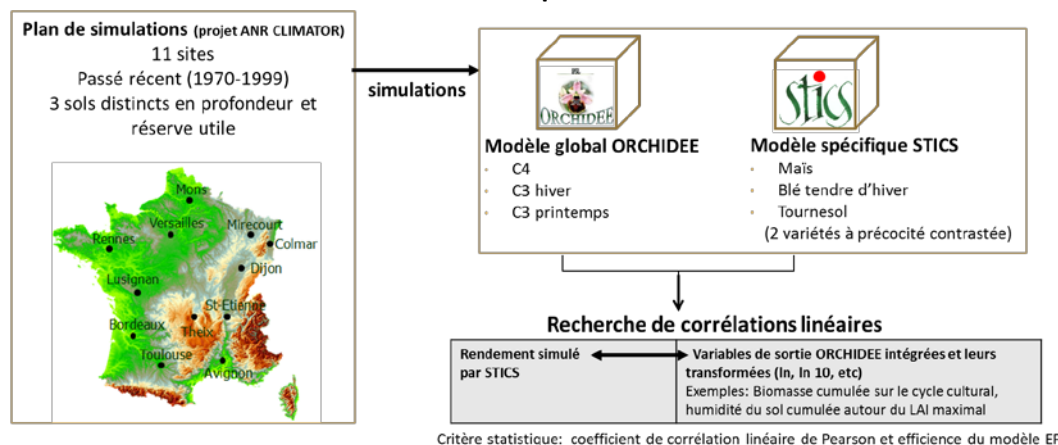 Plan de simulations (projet ANR CLIMATOR)
11 sites
Passé récent (1970-1999)
3 sols distincts en profondeur et
réserve utile
Mons
Versailles
Mirecourt
Rennes
Colmar
Dijon
Lusignan
St-Etienne
Bordeaux
Theix
Toulouse
Avignon
simulations
ORCHIDEE
Modèle global ORCHIDEE
• C4
• C3 hiver
• C3 printemps
stics
Modèle spécifique STICS
• Maïs
• Blé tendre d’hiver
• Tournesol
(2 variétés à précocité contrastée)
Recherche de corrélations linéaires
Rendement simulé
par STICS
Variables de sortie ORCHIDEE intégrées et leurs
transformées (ln, ln 10, etc)
Exemples: Biomasse cumulée sur le cycle cultural,
humidité du sol cumulée autour du LAI maximal
Critère statistique: coefficient de corrélation linéaire de Pearson et efficience du modèle